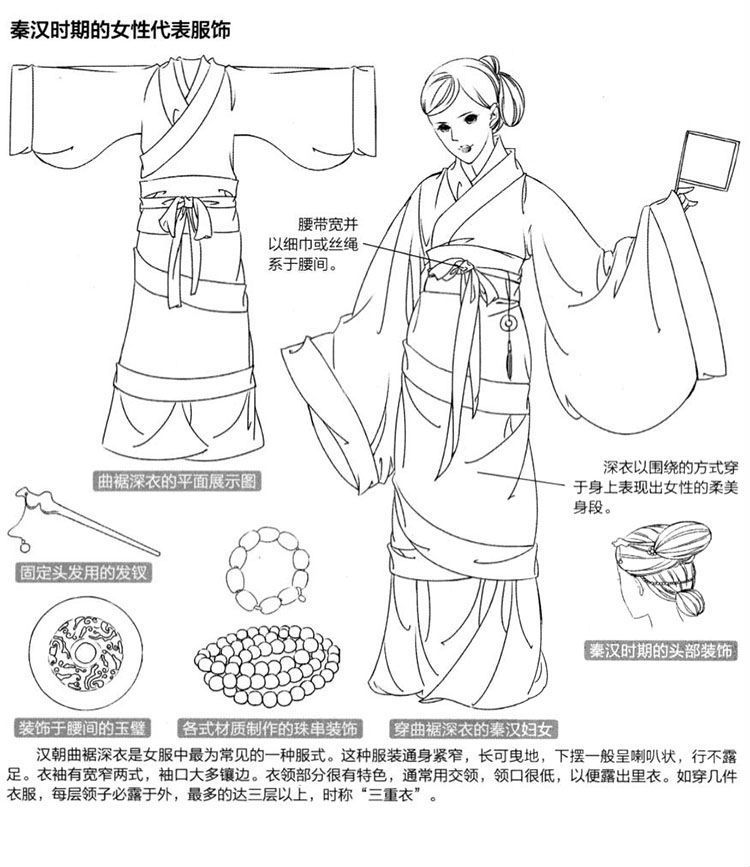 秦汉时期的女性代表服饰
腰带宽并
以细巾或丝绳
系于腰间。
曲裾深衣的平面展示图
深衣以围绕的方式穿
于身上表现出女性的柔美
身段。
固定头发用的发钗
秦汉时期的头部装饰
装饰于腰间的玉璧
各式材质制作的珠串装饰
穿曲裾深衣的秦汉妇女
汉朝曲裾深衣是女服中最为常见的一种服式。这种服装通身紧窄，长可曳地，下摆一般呈喇叭状，行不露
足。衣袖有宽窄两式，袖口大多镶边。衣领部分很有特色，通常用交领，领口很低，以便露出里衣。如穿几件
衣服，每层领子必露于外，最多的达三层以上，时称“三重衣”。